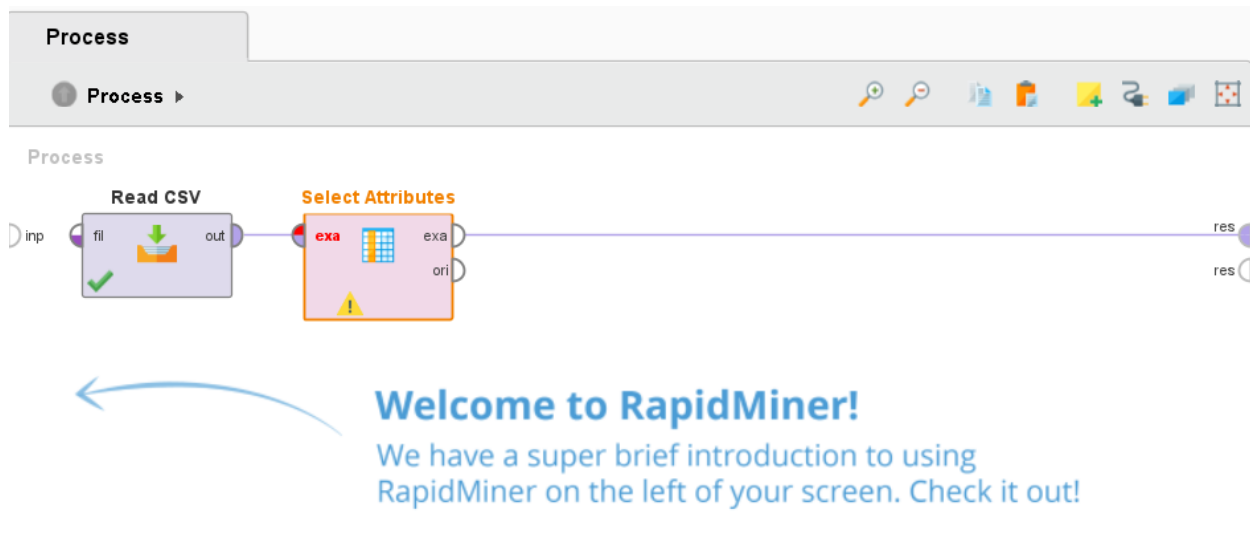 Process
Process
Process
Read CSV Select Attributes
inp fil out exa exa res
ori res
Welcome to RapidMiner!
We have a super brief introduction to using
RapidMiner on the left of your screen. Check it out!